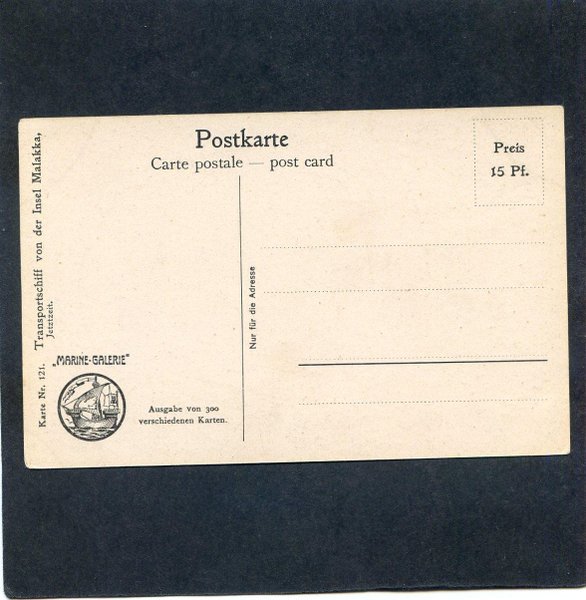 Postkarte
Carte postale — post card
Preis
15 Pf.
Karte Nr. 121. Transportschiff von der Insel Malakka,
Jetztzeit.
Nur für die Adresse
„MARINE-GALERIE"
Ausgabe von 300
verschiedenen Karten.